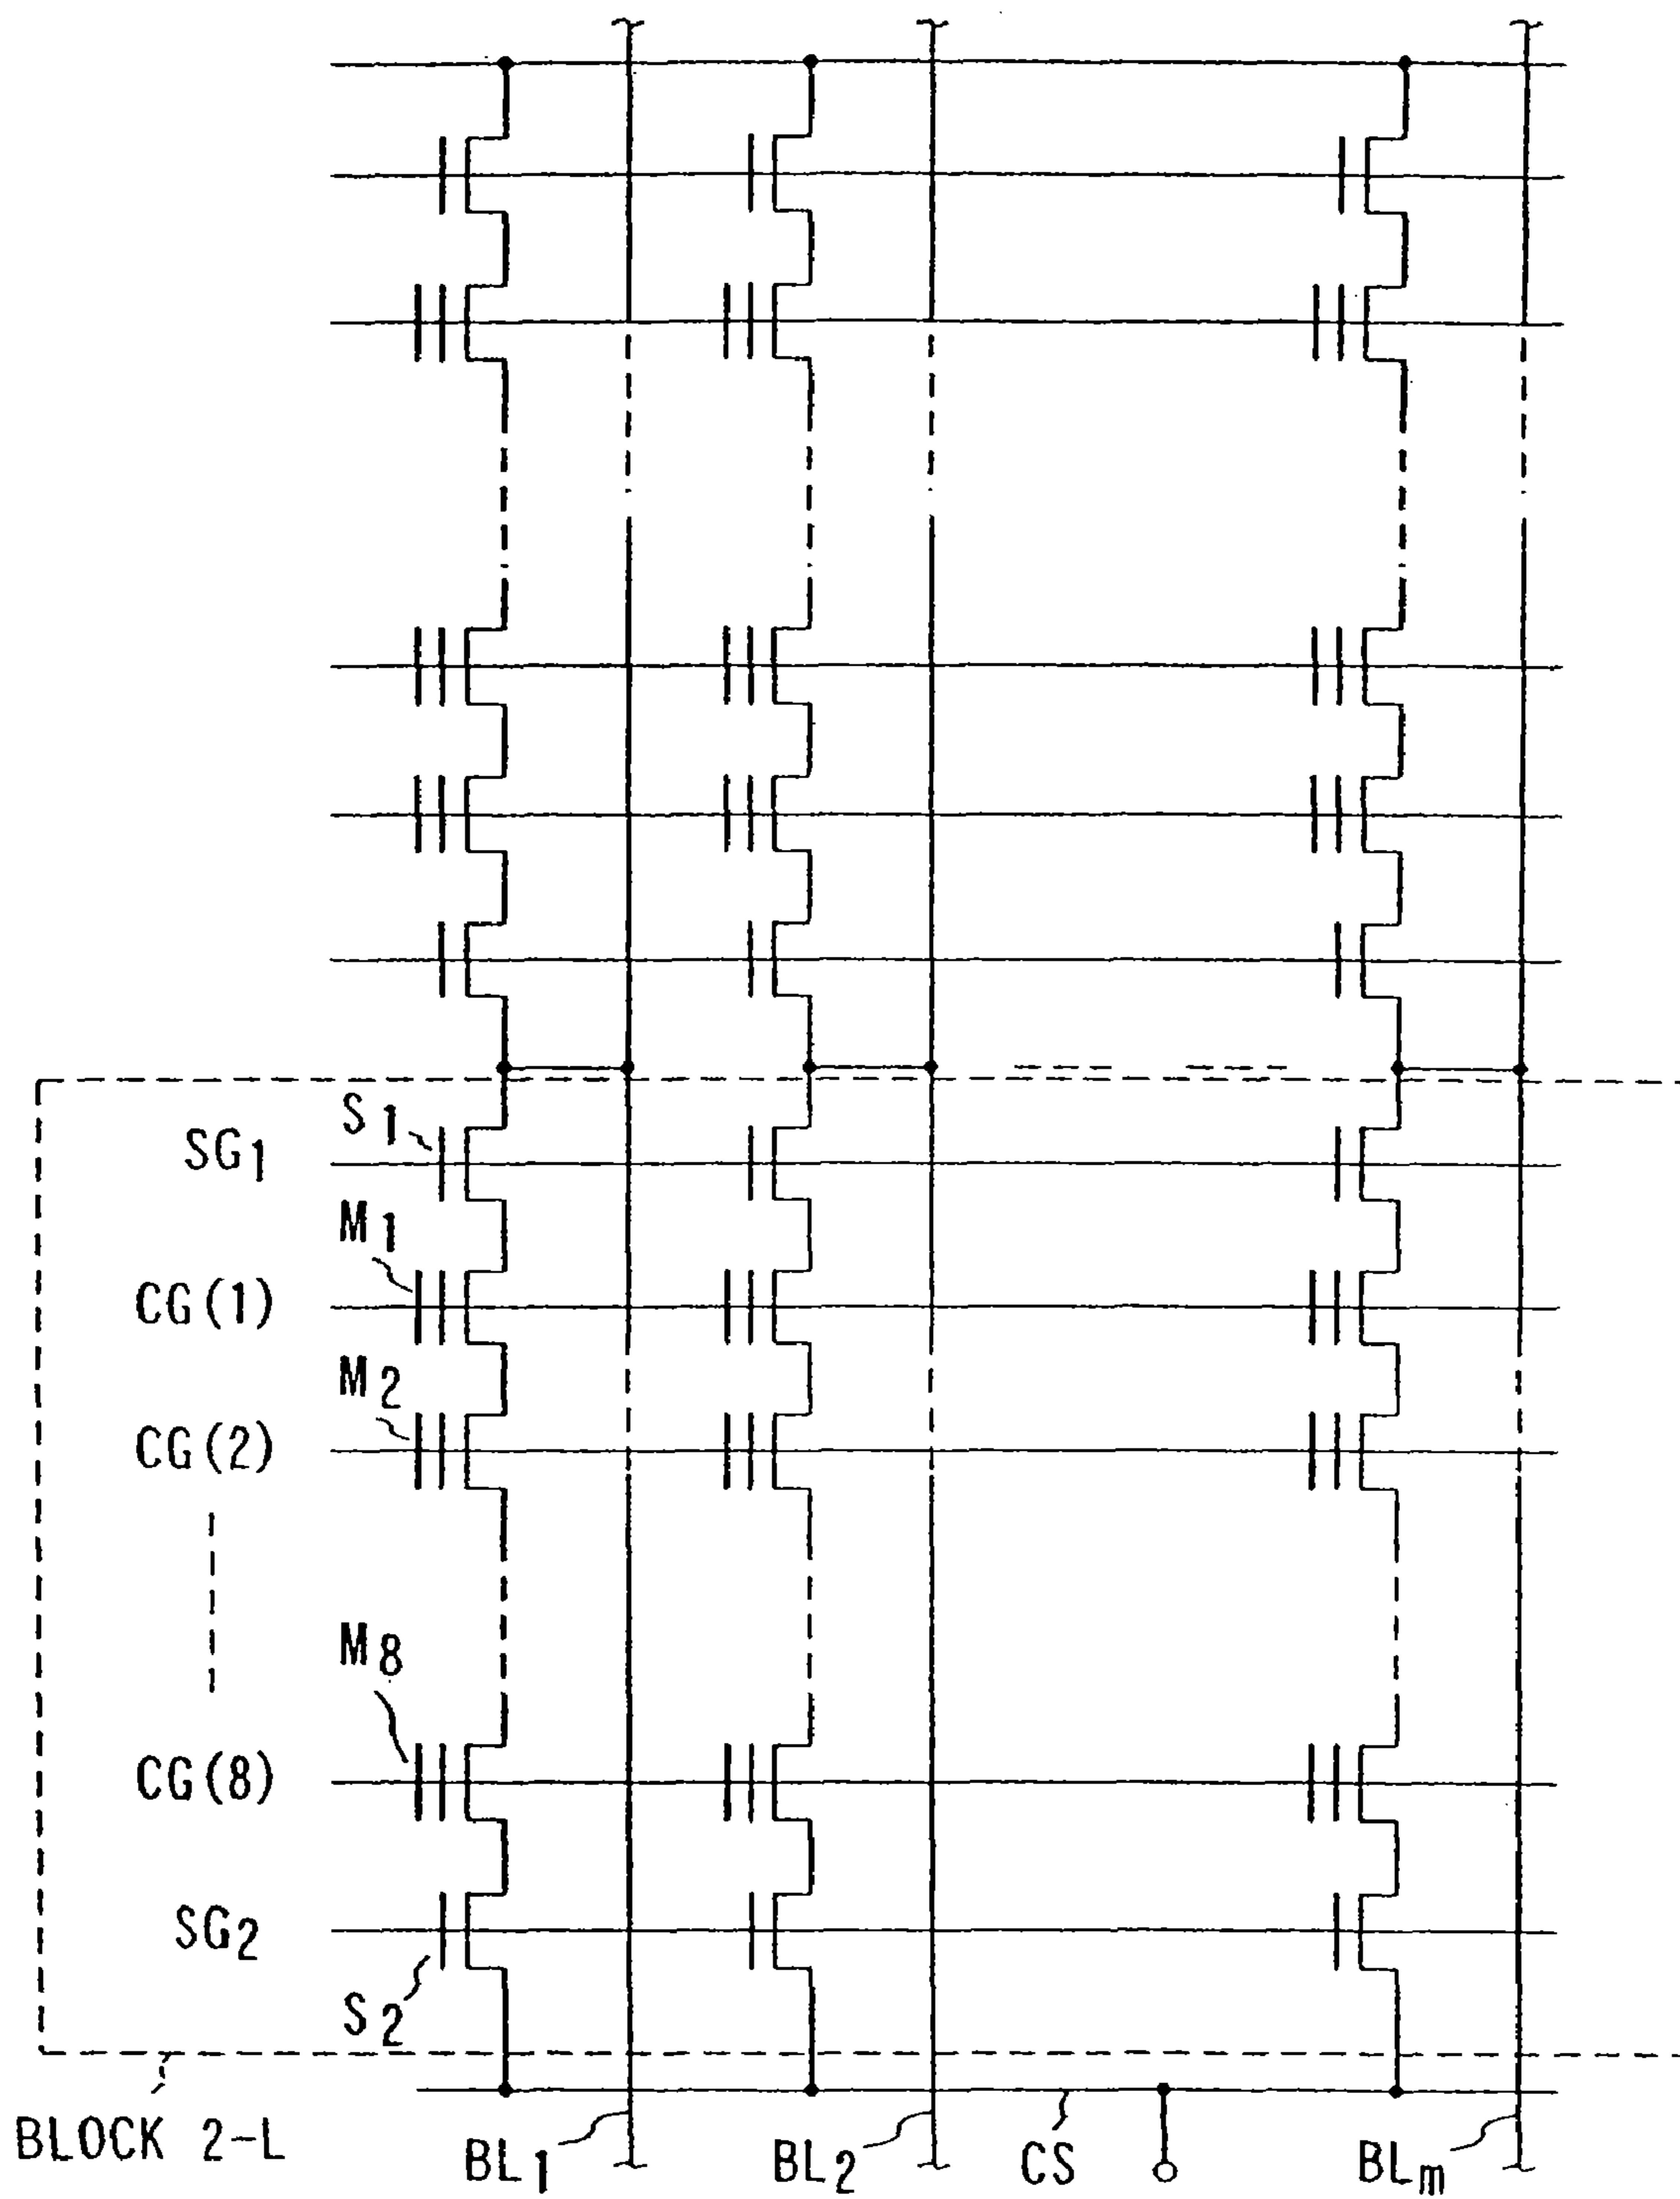 S1
SG1
M1
CG(1)
M2
CG(2)
M8
CG(8)
SG2
S2
BLOCK 2-L
BL1
BL2
CS
BLm